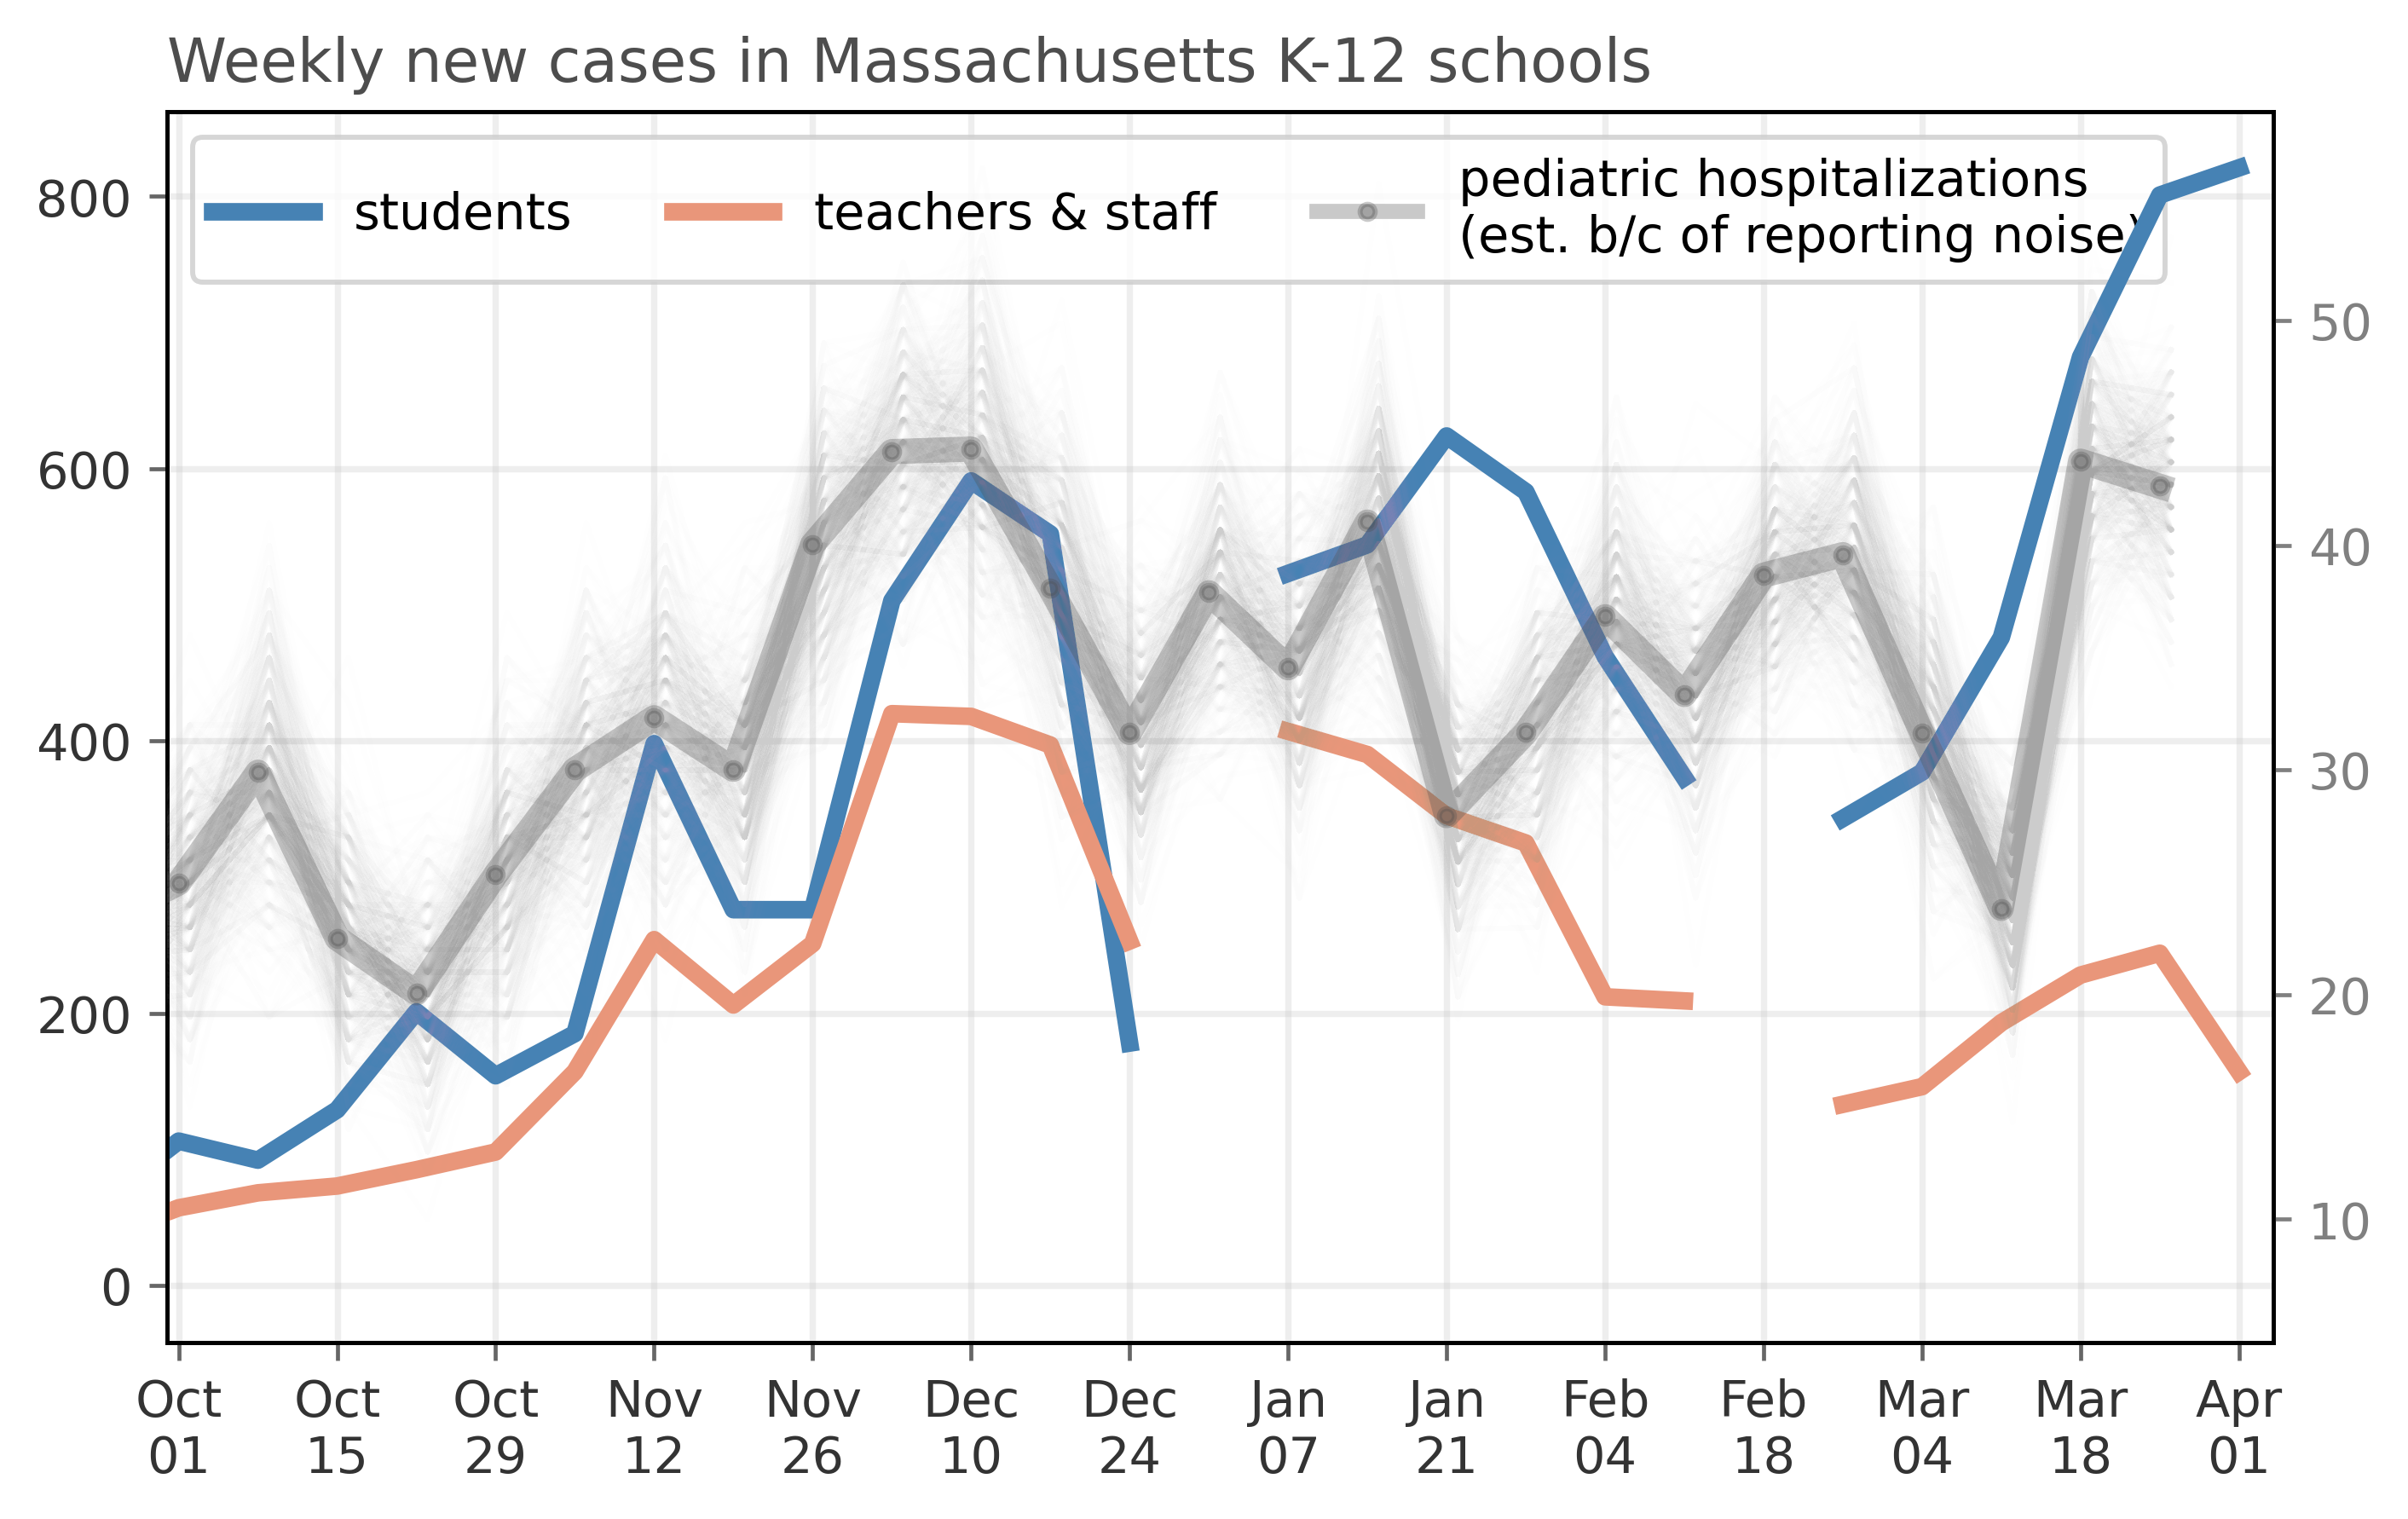 Weekly new cases in Massachusetts K-12 schools
students
teachers & staff
pediatric hospitalizations
(est. b/c of reporting noise)
800
600
400
200
0
50
40
30
20
10
Oct Oct Oct Nov Nov Dec Dec Jan Jan Feb Feb Mar Mar Apr
01 15 29 12 26 10 24 07 21 04 18 04 18 01